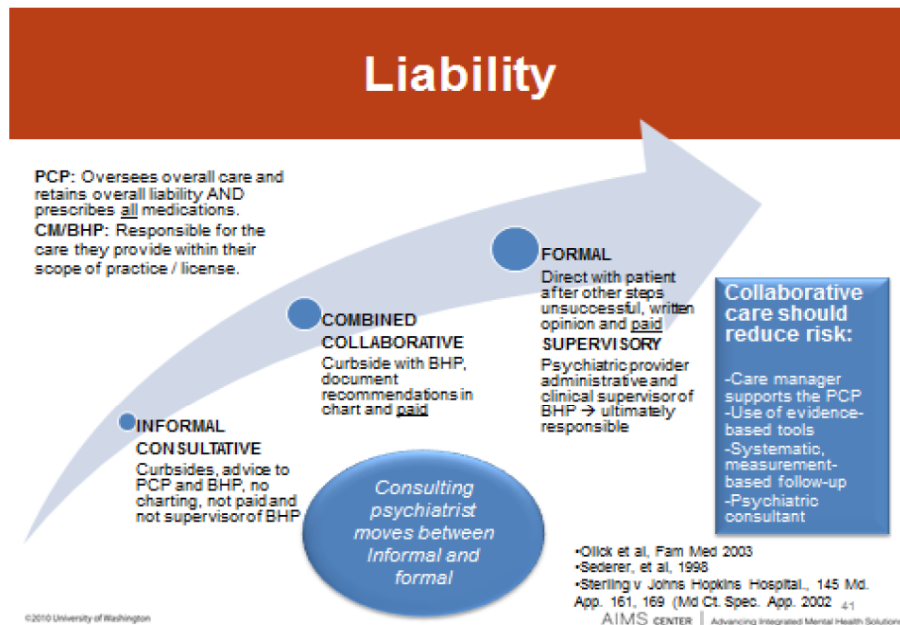 Liability
PCP: Oversees overall care and
retains overall liability AND
prescribes all medications.
CM/BHP: Responsible for the
care they provide within their
scope of practice / license.
INFORMAL
CONSULTATIVE
Curbsides, advice to
PCP and BHP, no
charting, not paid and
not supervisor of BHP
COMBINED
COLLABORATIVE
Curbside with BHP,
document
recommendations in
chart and paid
FORMAL
Direct with patient
after other steps
unsuccessful, written
opinion and paid
SUPERVISORY
Psychiatric provider
administrative and
clinical supervisor of
BHP → ultimately
responsible
Collaborative
care should
reduce risk:
-Care manager
supports the PCP
-Use of evidence-
based tools
-Systematic,
measurement-
based follow-up
-Psychiatric
consultant
Consulting
psychiatrist
moves between
Informal and
formal
•Olick et al, Fam Med 2003
•Sederer, et al, 1998
•Sterling v Johns Hopkins Hospital., 145 Md.
App. 161, 169 (Md Ct. Spec. App. 2002
41
©2010 University of Washington
AIMS CENTER | Advancing Integrated Mental Health Solutions